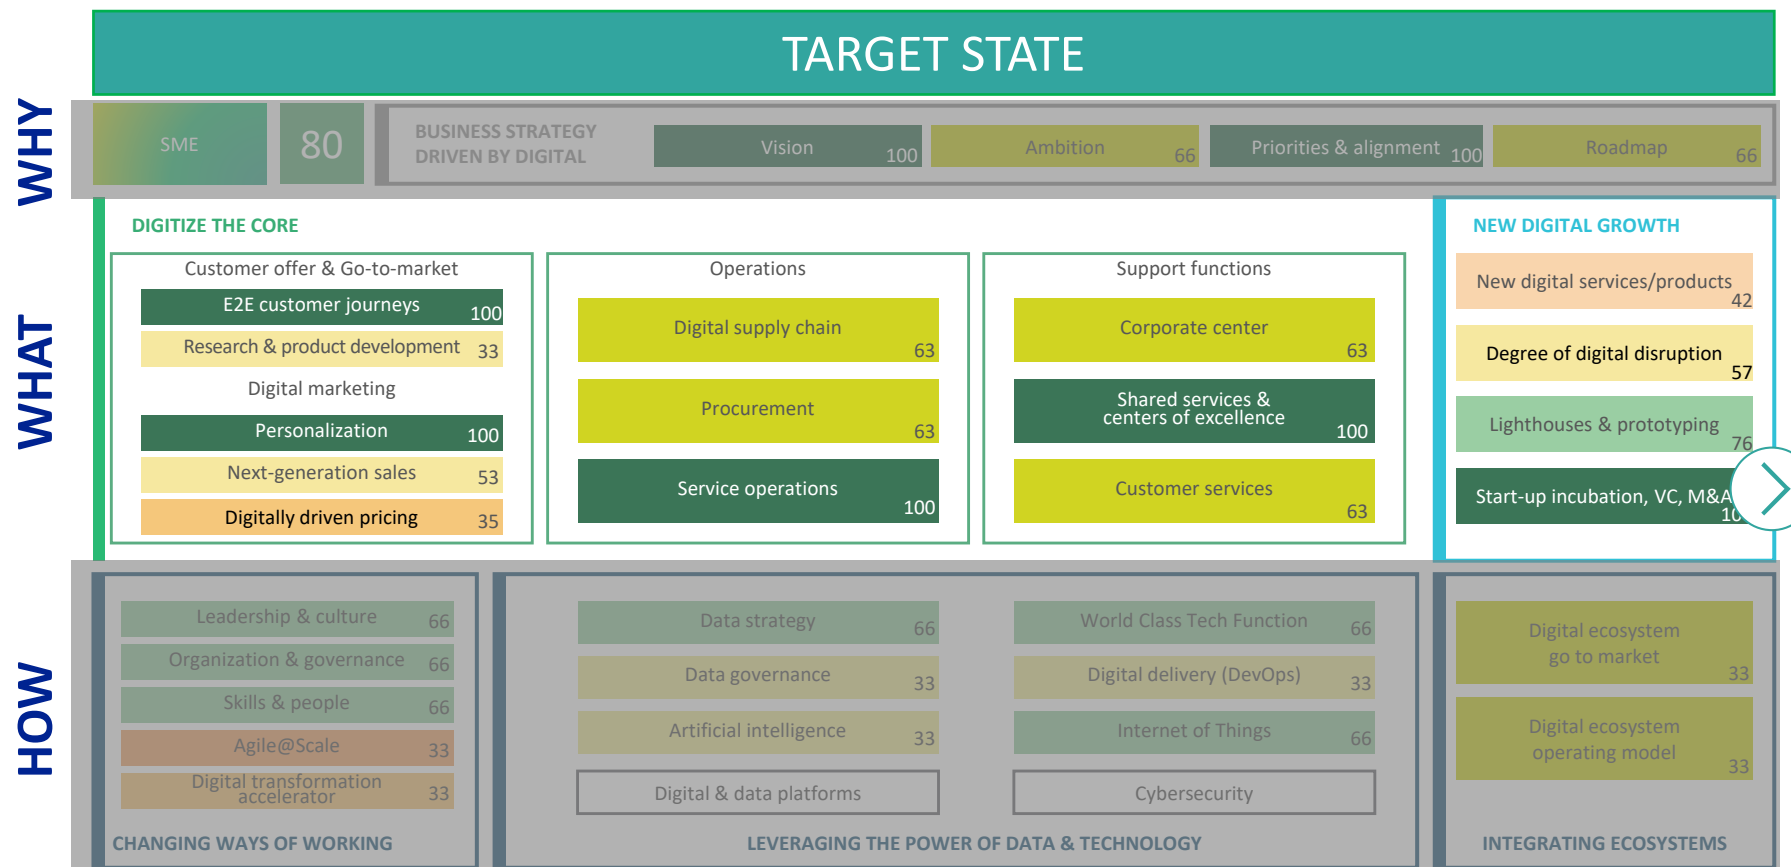 TARGET STATE
WHY
SME
80
BUSINESS STRATEGY
DRIVEN BY DIGITAL
Vision 100
Ambition 66
Priorities & alignment 100
Roadmap 66
WHAT
DIGITIZE THE CORE
Customer offer & Go-to-market
E2E customer journeys 100
Research & product development 33
Digital marketing
Personalization 100
Next-generation sales 53
Digitally driven pricing 35
Operations
Digital supply chain
63
Procurement
63
Service operations
100
Support functions
Corporate center
63
Shared services &
centers of excellence
100
Customer services
63
NEW DIGITAL GROWTH
New digital services/products
42
Degree of digital disruption
57
Lighthouses & prototyping
76
Start-up incubation, VC, M&A
HOW
Leadership & culture 66
Organization & governance 66
Skills & people 66
Agile@Scale 33
Digital transformation
accelerator 33
CHANGING WAYS OF WORKING
Data strategy 66
Data governance 33
Artificial intelligence 33
Digital & data platforms
World Class Tech Function 66
Digital delivery (DevOps) 33
Internet of Things 66
Cybersecurity
LEVERAGING THE POWER OF DATA & TECHNOLOGY
Digital ecosystem
go to market
33
Digital ecosystem
operating model
33
INTEGRATING ECOSYSTEMS